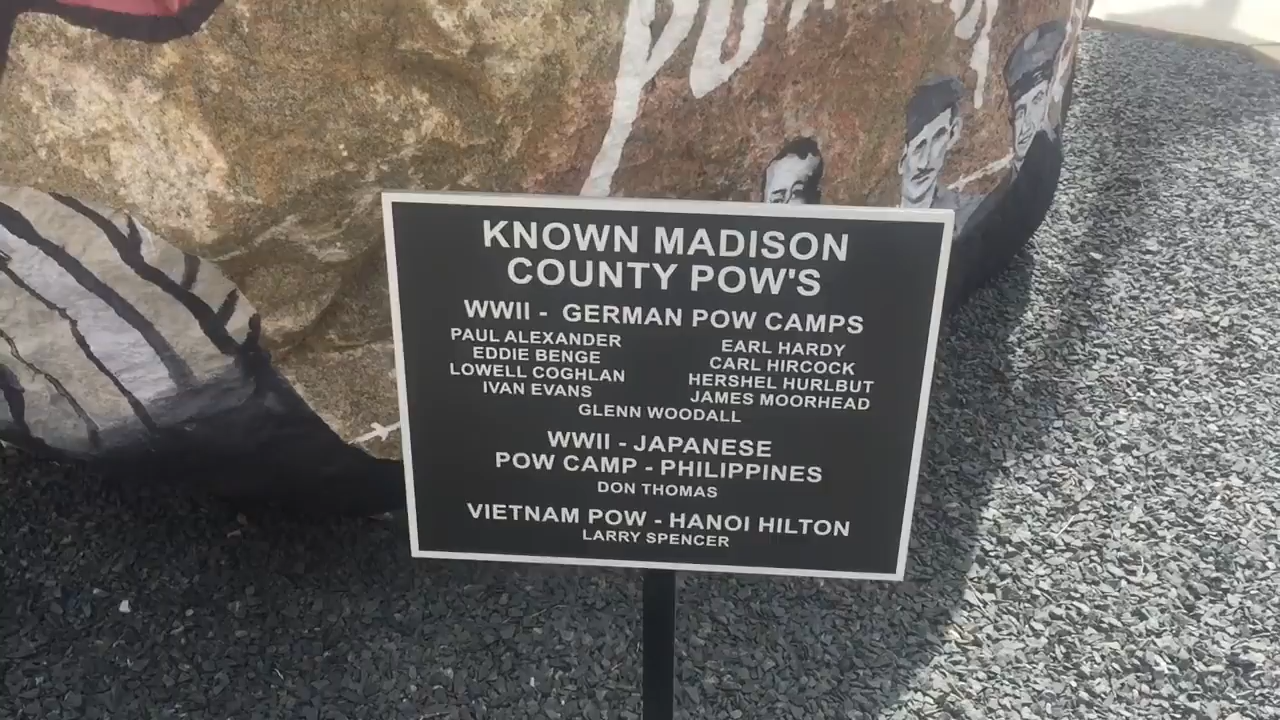 KNOWN MADISON
COUNTY POW'S
WWII - GERMAN POW CAMPS
PAUL ALEXANDER
EDDIE BENGE
LOWELL COGHLAN
IVAN EVANS
EARL HARDY
CARL HIRCOCK
HERSHEL HURLBUT
JAMES MOORHEAD
GLENN WOODALL
WWII - JAPANESE
POW CAMP - PHILIPPINES
DON THOMAS
VIETNAM POW - HANOI HILTON
LARRY SPENCER